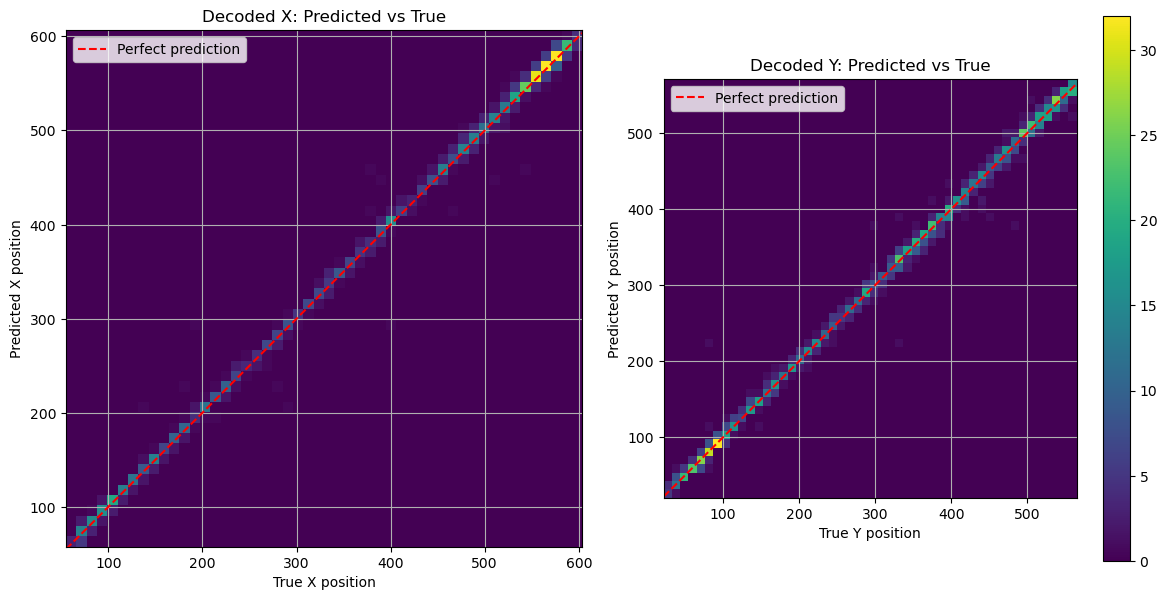 Decoded X: Predicted vs True
Perfect prediction
600
500
400
300
200
100
Predicted X position
100 200 300 400 500 600
True X position
Decoded Y: Predicted vs True
Perfect prediction
500
400
300
200
100
Predicted Y position
100 200 300 400 500
True Y position
30
25
20
15
10
5
0